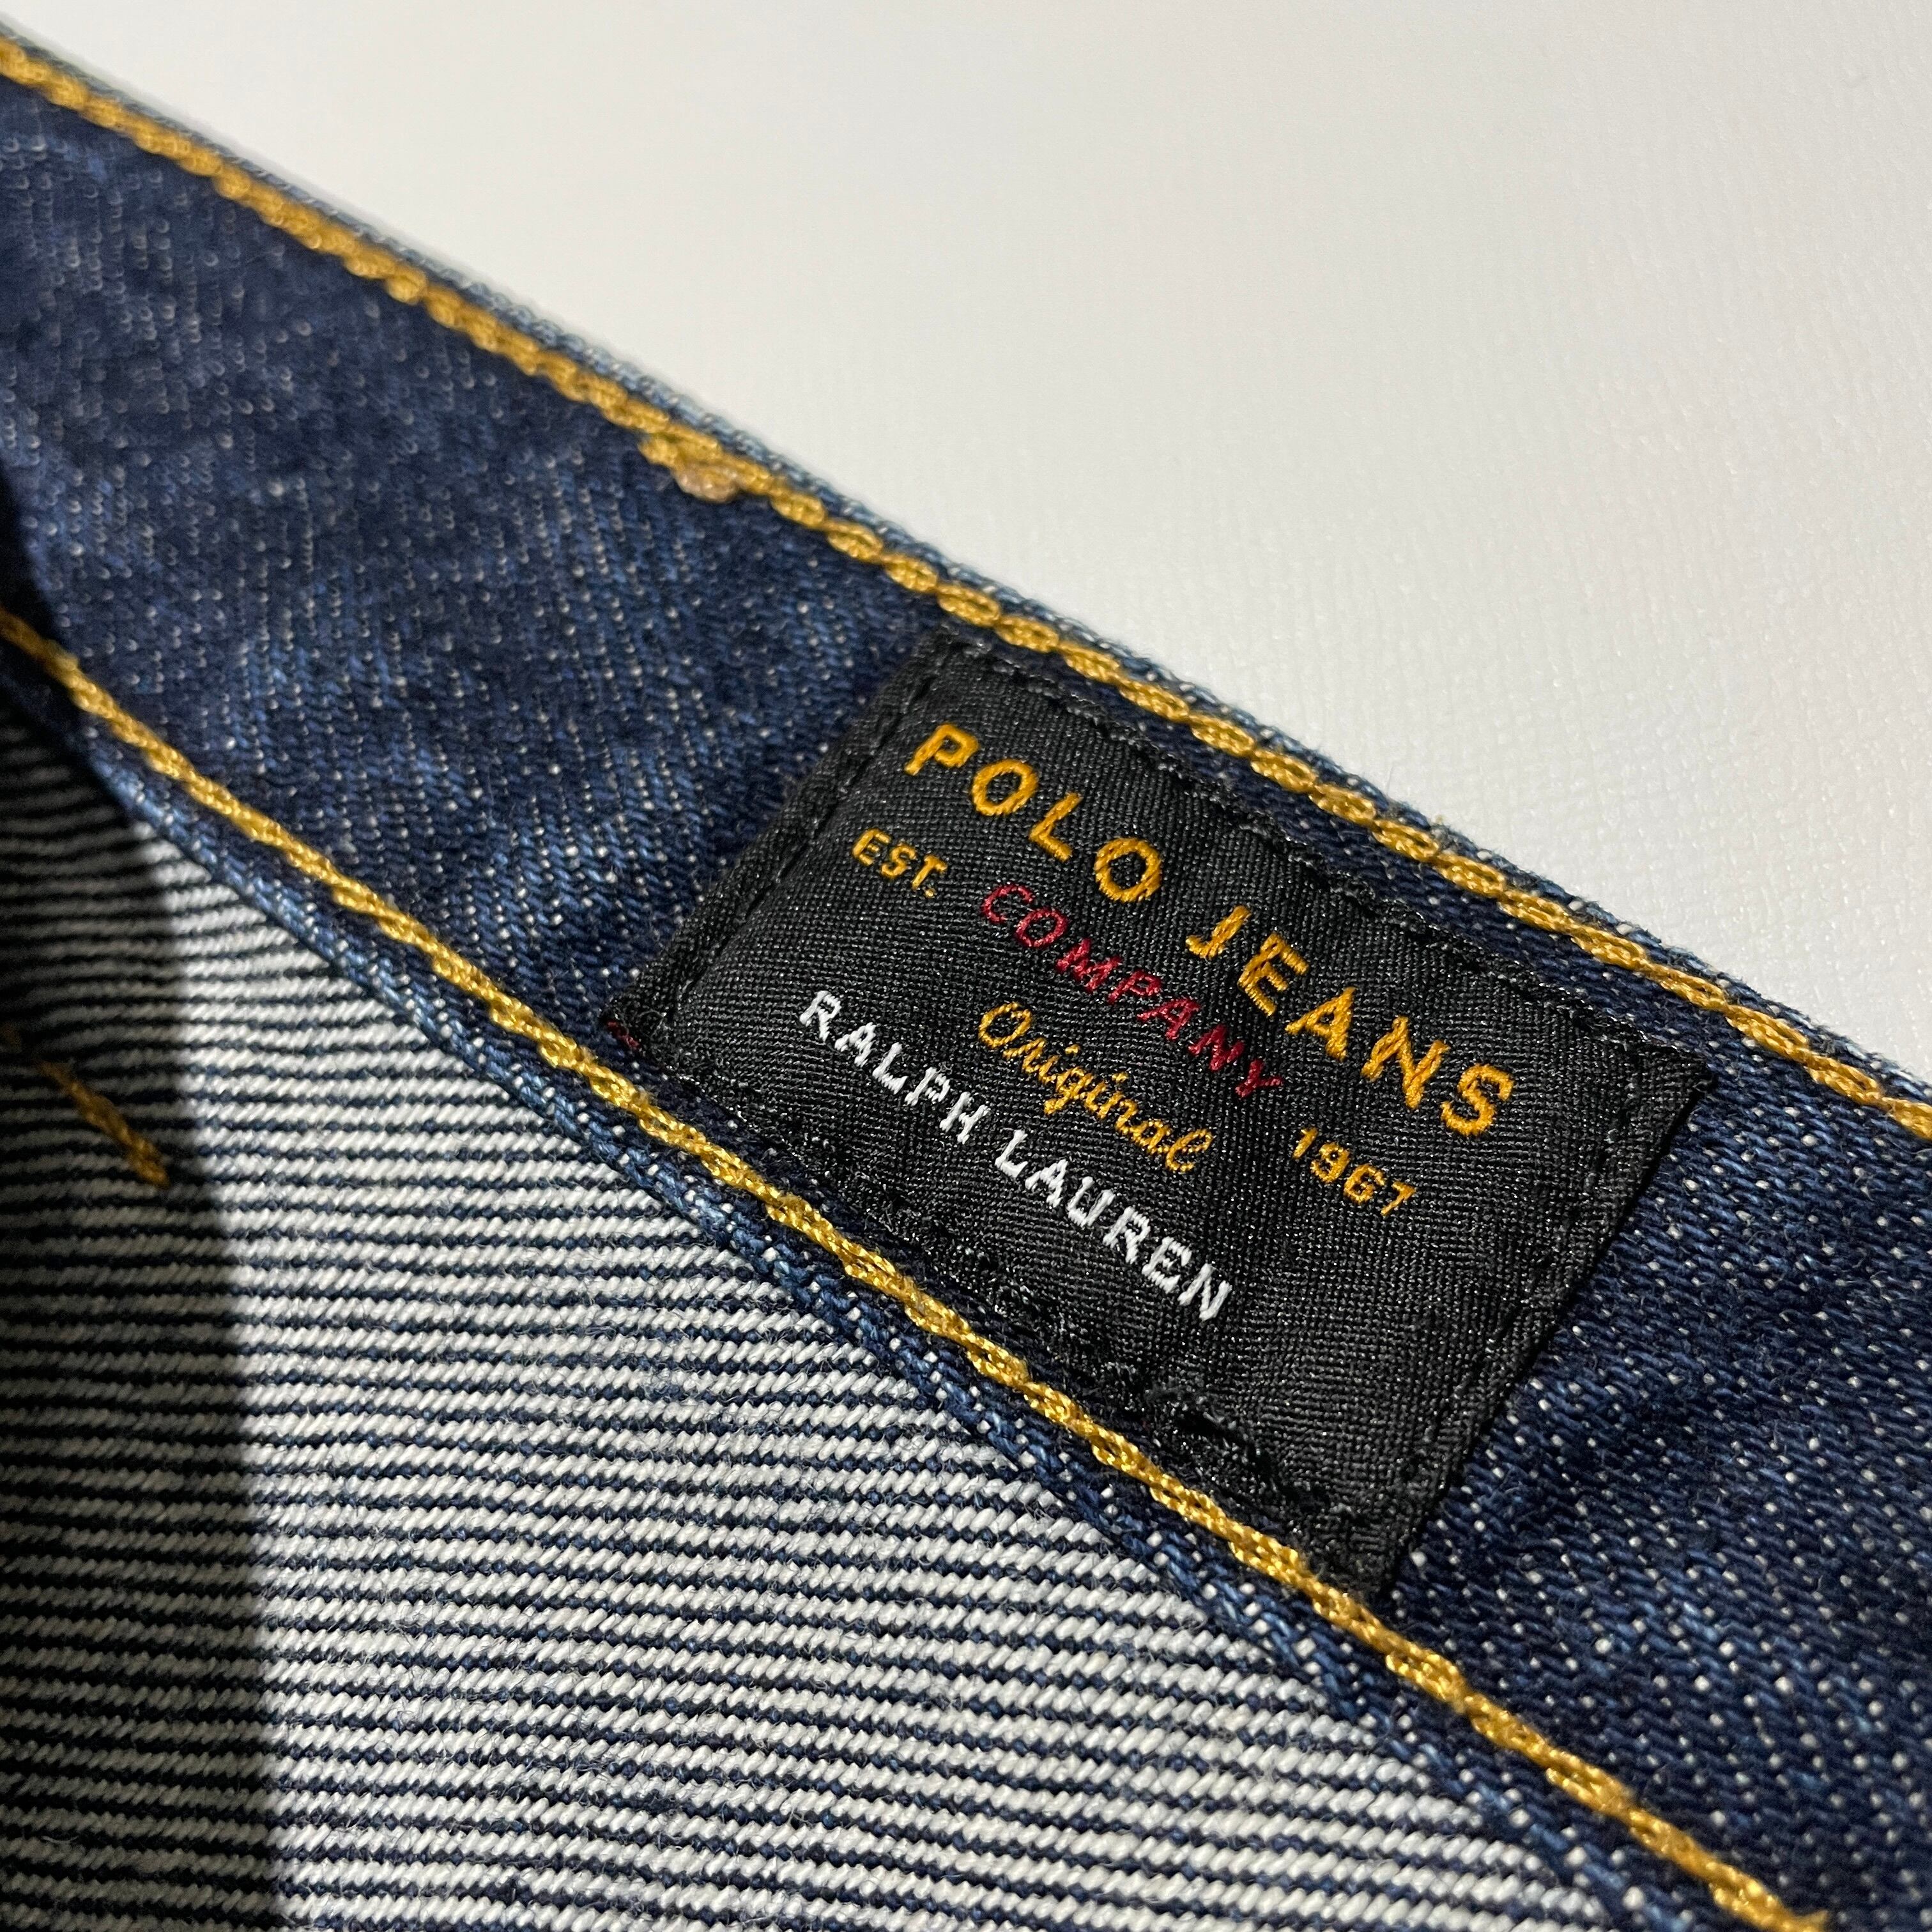 POLO JEANS
EST. COMPANY 1967
Original
RALPH LAUREN